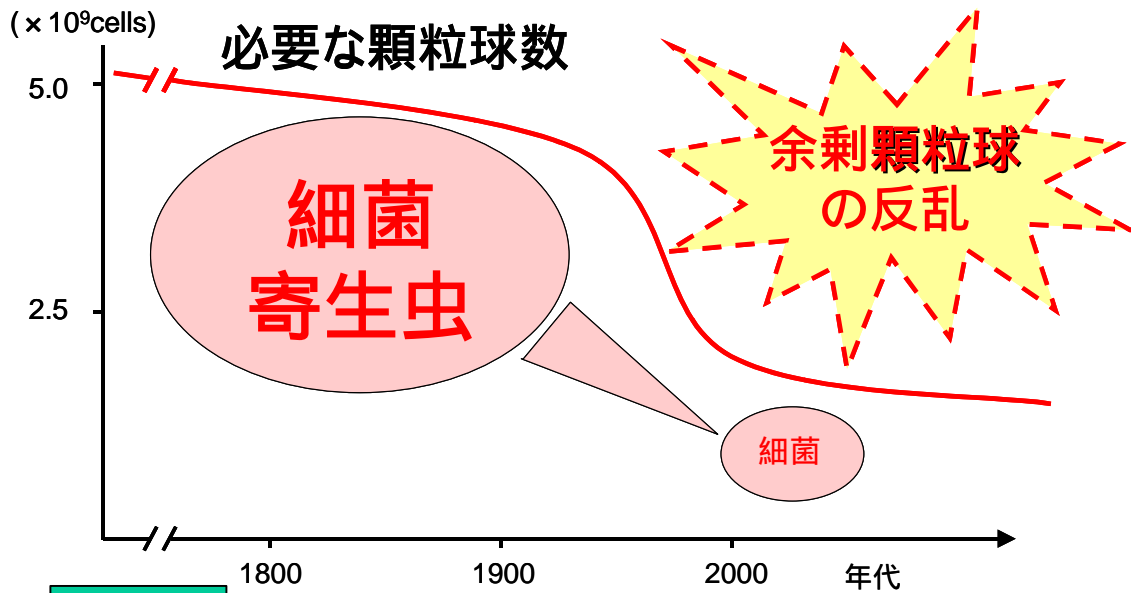 (×10⁹cells)
必要な顆粒球数
5.0
余剰顆粒球
の反乱
細菌
寄生虫
2.5
細菌
1800
1900
2000
年代